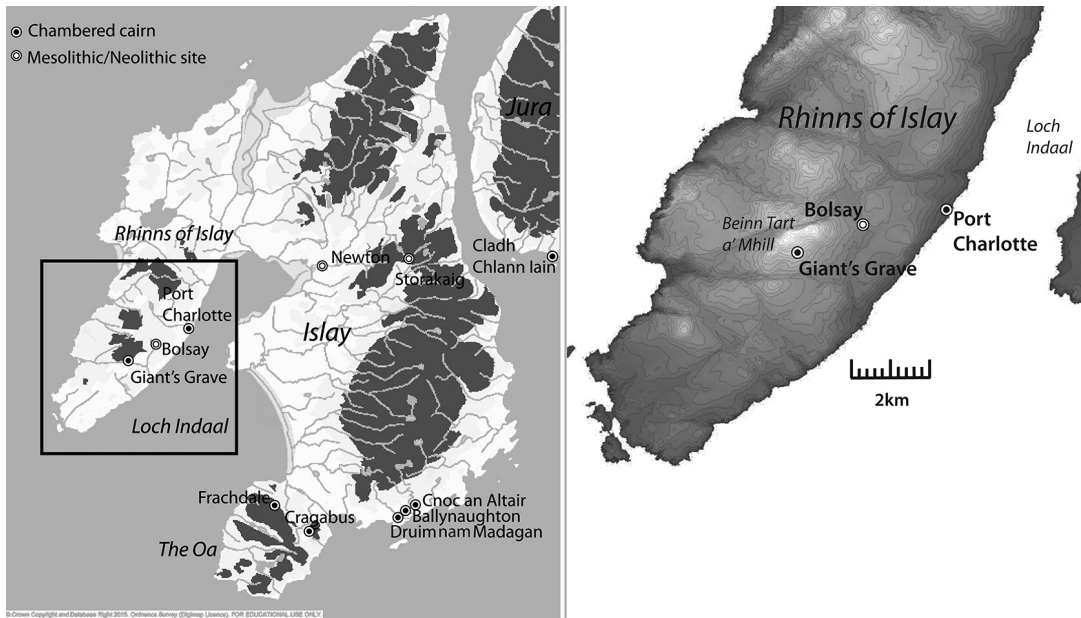 Chambered cairn
Mesolithic/Neolithic site
Jura
Rhinns of Islay
Cladh
Chlann Iain
Newton
Storakaig
Port
Charlotte
Islay
Bolsay
Giant's Grave
Loch Indaal
Frachdale
Cnoc an Altair
Cragabus
Ballynaughton
Druim nam Madagan
The Oa
© Crown Copyright and Database Right 2015. Ordnance Survey (Digimap Licence). FOR EDUCATIONAL USE ONLY.
Rhinns of Islay
Loch
Indaal
Bolsay
Beinn Tart
a' Mhill
Port
Charlotte
Giant's Grave
2km